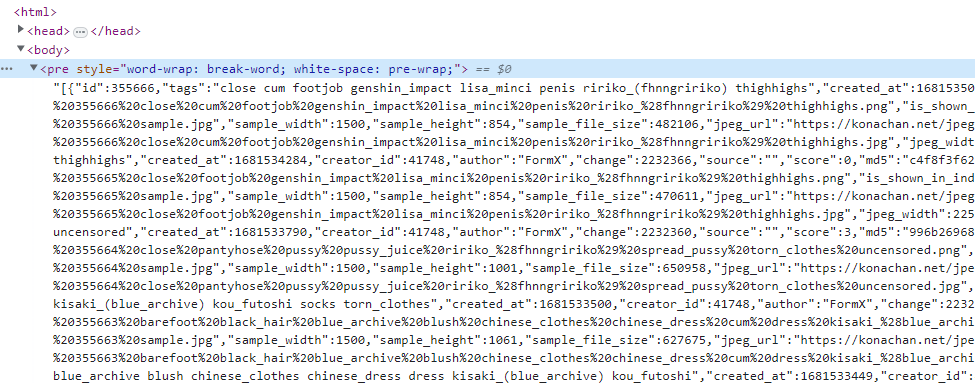 <html>
<head> ⋯ </head>
<body>
⋯ <pre style="word-wrap: break-word; white-space: pre-wrap;"> == $0
"[{"id":355666,"tags":"close cum footjob genshin_impact lisa_minci penis ririko_(fhnngririko) thighhighs","created_at":16815350
%20355666%20close%20cum%20footjob%20genshin_impact%20lisa_minci%20penis%20ririko_%28fhnngririko%29%20thighhighs.png","is_shown_
%20355666%20sample.jpg","sample_width":1500,"sample_height":854,"sample_file_size":482106,"jpeg_url":"https://konachan.net/jpeg
%20355666%20close%20cum%20footjob%20genshin_impact%20lisa_minci%20penis%20ririko_%28fhnngririko%29%20thighhighs.jpg","jpeg_widt
thighhighs","created_at":1681534284,"creator_id":41748,"author":"FormX","change":2232366,"source":"","score":0,"md5":"c4f8f3f62
%20355665%20close%20footjob%20genshin_impact%20lisa_minci%20penis%20ririko_%28fhnngririko%29%20thighhighs.png","is_shown_in_ind
%20355665%20sample.jpg","sample_width":1500,"sample_height":854,"sample_file_size":470611,"jpeg_url":"https://konachan.net/jpeg
%20355665%20close%20footjob%20genshin_impact%20lisa_minci%20penis%20ririko_%28fhnngririko%29%20thighhighs.jpg","jpeg_width":225
uncensored","created_at":1681533790,"creator_id":41748,"author":"FormX","change":2232360,"source":"","score":3,"md5":"996b26968
%20355664%20close%20pantyhose%20pussy%20pussy_juice%20ririko_%28fhnngririko%29%20spread_pussy%20torn_clothes%20uncensored.png",
%20355664%20sample.jpg","sample_width":1500,"sample_height":1001,"sample_file_size":650958,"jpeg_url":"https://konachan.net/jpe
%20355664%20close%20pantyhose%20pussy%20pussy_juice%20ririko_%28fhnngririko%29%20spread_pussy%20torn_clothes%20uncensored.jpg",
kisaki_(blue_archive) kou_futoshi socks torn_clothes","created_at":1681533500,"creator_id":41748,"author":"FormX","change":2232
%20355663%20barefoot%20black_hair%20blue_archive%20blush%20chinese_clothes%20chinese_dress%20cum%20dress%20kisaki_%28blue_archi
%20355663%20sample.jpg","sample_width":1500,"sample_height":1061,"sample_file_size":627675,"jpeg_url":"https://konachan.net/jpe
%20355663%20barefoot%20black_hair%20blue_archive%20blush%20chinese_clothes%20chinese_dress%20cum%20dress%20kisaki_%28blue_archi
blue_archive blush chinese_clothes chinese_dress dress kisaki_(blue_archive) kou_futoshi","created_at":1681533449,"creator_id":